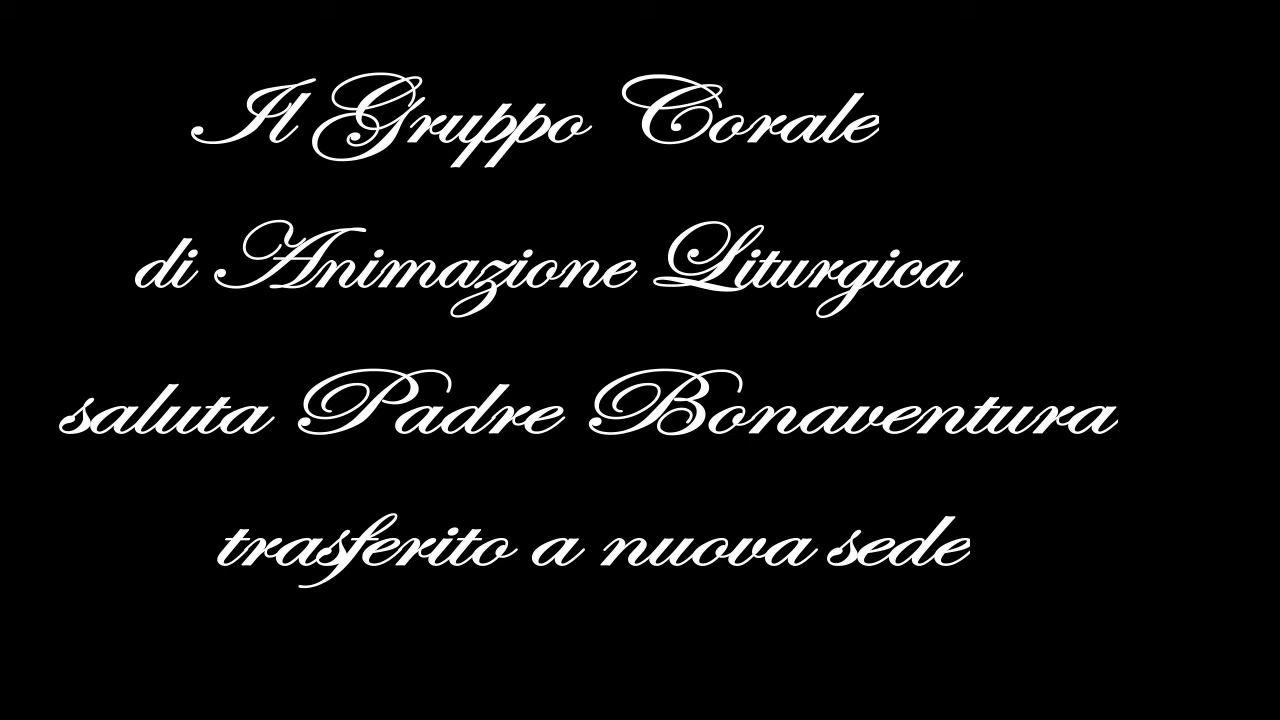 Il Gruppo Corale
di Animazione Liturgica
saluta Padre Bonaventura
trasferito a nuova sede